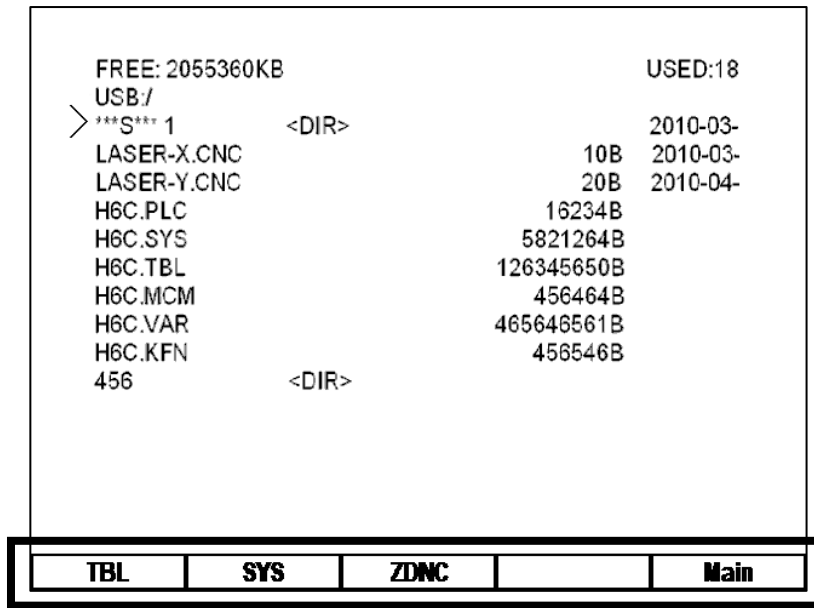 FREE: 2055360KB USED:18
USB:/
***S*** 1 <DIR> 2010-03-
LASER-X.CNC 10B 2010-03-
LASER-Y.CNC 20B 2010-04-
H6C.PLC 16234B
H6C.SYS 5821264B
H6C.TBL 126345650B
H6C.MCM 456464B
H6C.VAR 465646561B
H6C.KFN 456546B
456 <DIR>
TBL SYS ZDNC Main